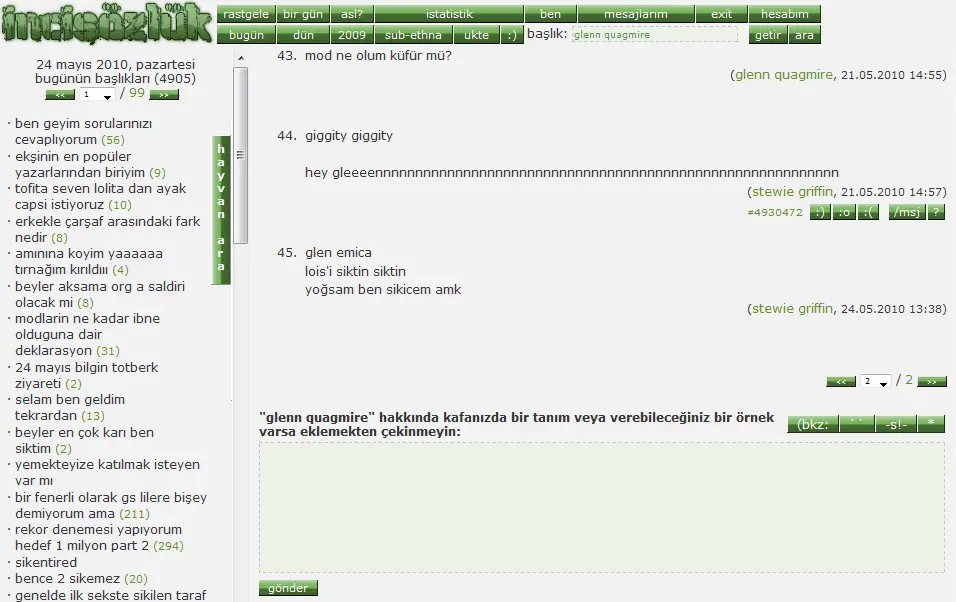 incisözlük
rastgele bir gün asl? istatistik ben mesajlarım exit hesabım
bugün dün 2009 sub-ethna ukte :) başlık: glenn quagmire getir ara
24 mayıs 2010, pazartesi
bugünün başlıkları (4905)
<< 1 / 99 >>
· ben geyim sorularınızı
cevaplıyorum (56)
· ekşinin en popüler
yazarlarından biriyim (9)
· tofita seven lolita dan ayak
capsi istiyoruz (10)
· erkekle çarşaf arasındaki fark
nedir (8)
· amınına koyim yaaaaaa
tırnağım kırıldııı (4)
· beyler aksama org a saldiri
olacak mi (8)
· modlarin ne kadar ibne
olduguna dair
deklarasyon (31)
· 24 mayıs bilgin totberk
ziyareti (2)
· selam ben geldim
tekrardan (13)
· beyler en çok karı ben
siktim (2)
· yemekteyize katılmak isteyen
var mı
· bir fenerli olarak gs lilere bişey
demiyorum ama (211)
· rekor denemesi yapıyorum
hedef 1 milyon part 2 (294)
· sikentired
· bence 2 sikemez (20)
· genelde ilk sekste sikilen taraf
hayvan ara
43. mod ne olum küfür mü?
(glenn quagmire, 21.05.2010 14:55)
44. giggity giggity
hey gleeeennnnnnnnnnnnnnnnnnnnnnnnnnnnnnnnnnnnnnnnnnnnnnnnnnnnnnnnnnn
(stewie griffin, 21.05.2010 14:57)
#4930472 :) :o :( /msj ?
45. glen emica
lois'i siktin siktin
yoğsam ben sikicem amk
(stewie griffin, 24.05.2010 13:38)
<< 2 / 2 >>
"glenn quagmire" hakkında kafanızda bir tanım veya verebileceğiniz bir örnek
varsa eklemekten çekinmeyin:
(bkz: ` ` -s!- *
gönder